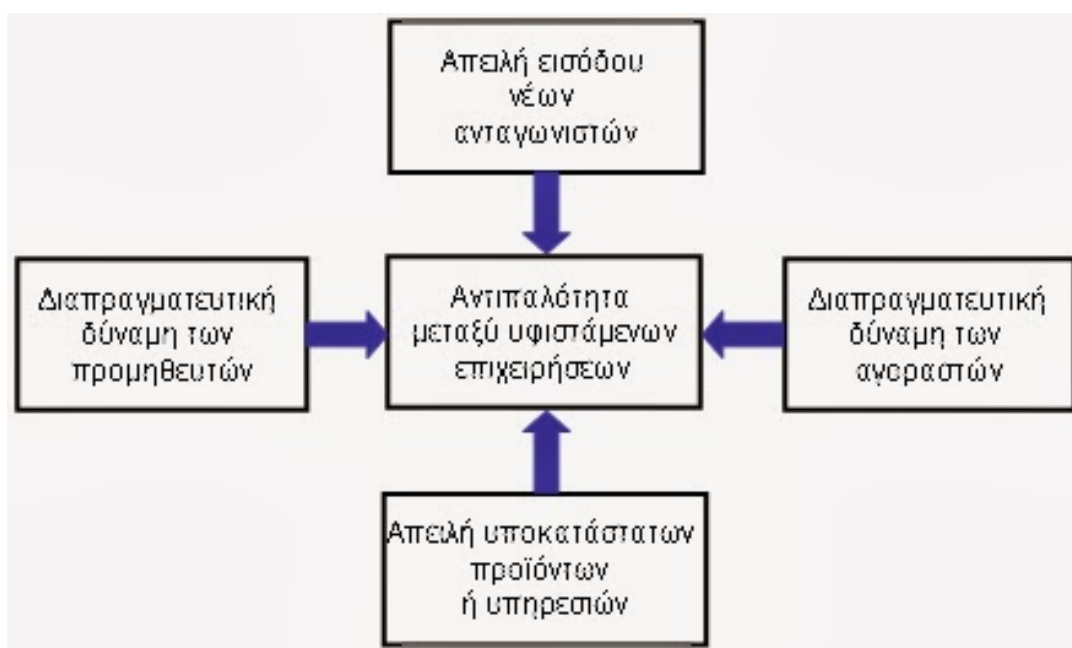 Απειλή εισόδου
νέων
ανταγωνιστών
Διαπραγματευτική
δύναμη των
προμηθευτών
Αντιπαλότητα
μεταξύ υφιστάμενων
επιχειρήσεων
Διαπραγματευτική
δύναμη των
αγοραστών
Απειλή υποκατάστατων
προϊόντων
ή υπηρεσιών